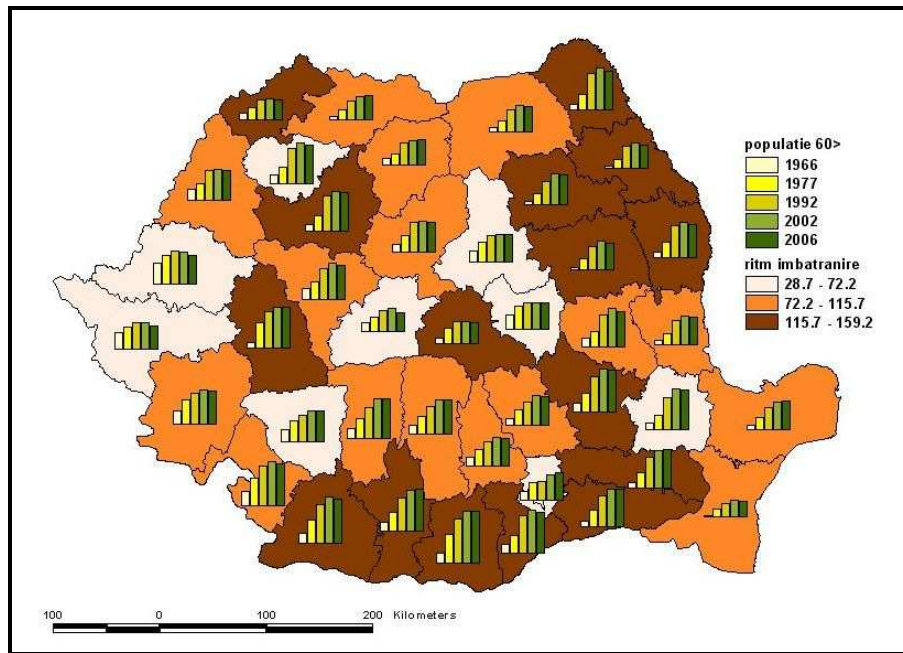 populatie 60>
1966
1977
1992
2002
2006
ritm imbatranire
28.7 - 72.2
72.2 - 115.7
115.7 - 159.2
100 0 100 200 Kilometers